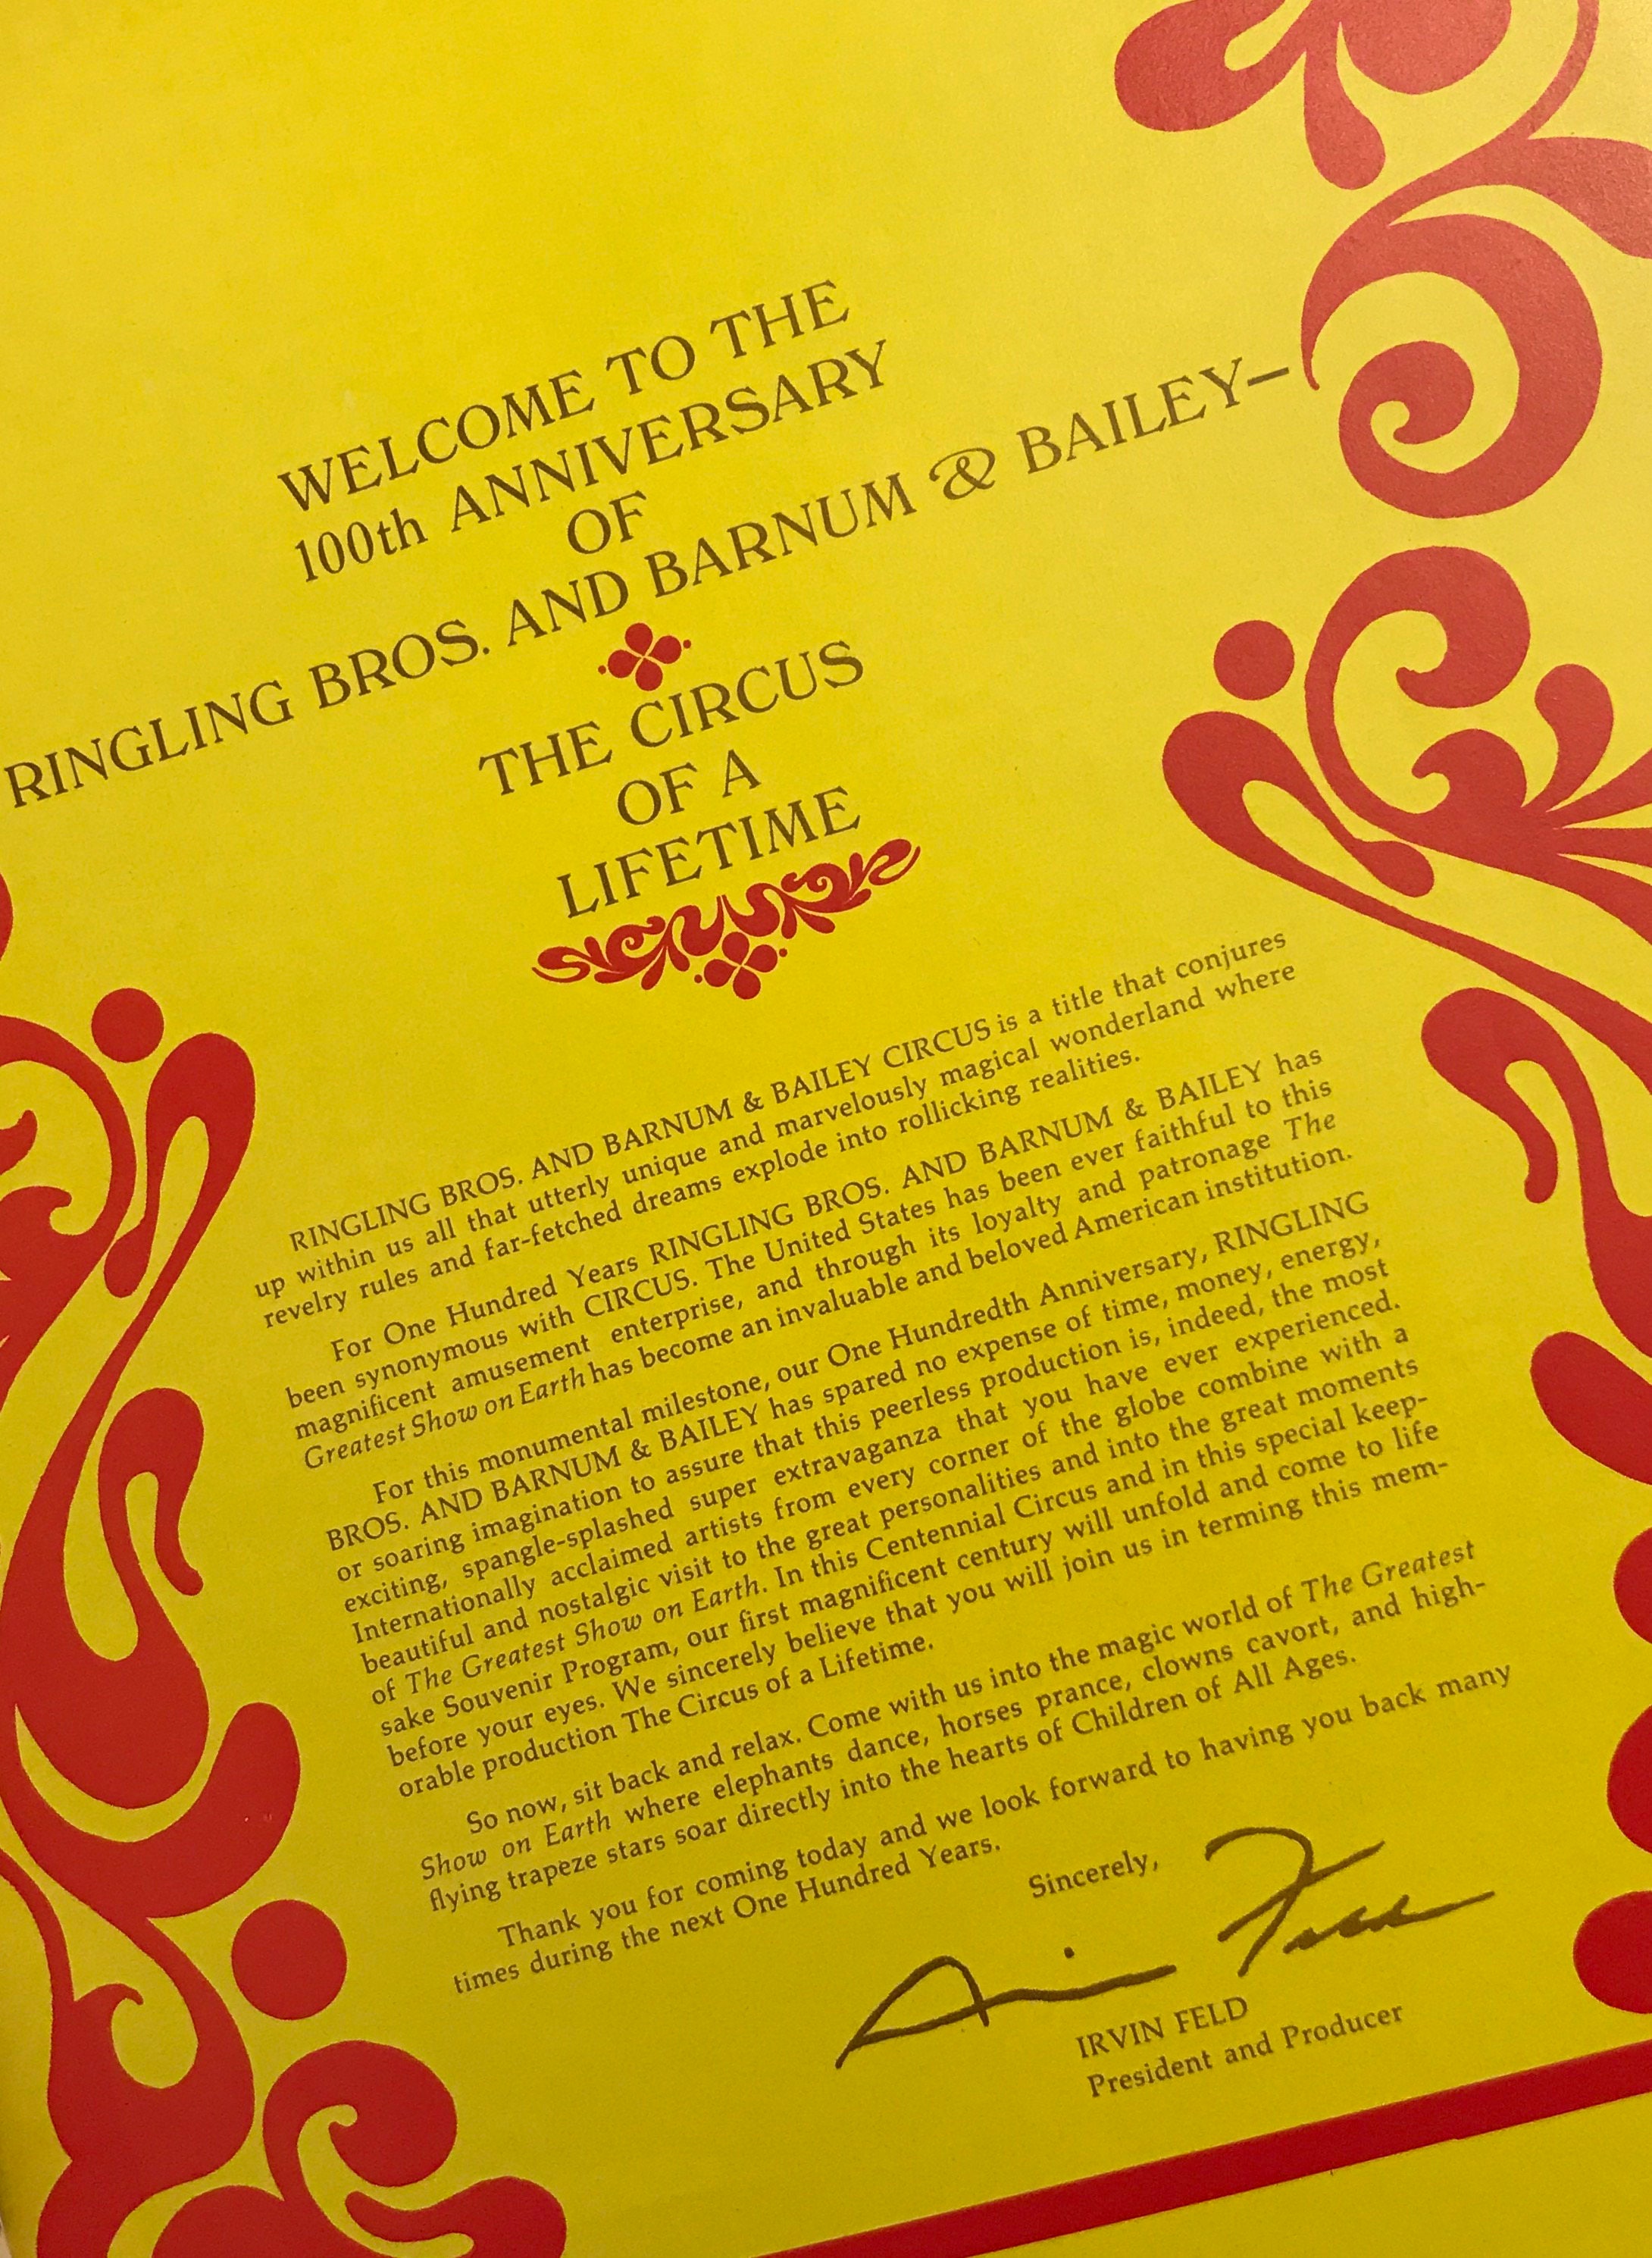 WELCOME TO THE
100th ANNIVERSARY
OF
RINGLING BROS. AND BARNUM & BAILEY—
THE CIRCUS
OF A
LIFETIME
RINGLING BROS. AND BARNUM & BAILEY CIRCUS is a title that conjures
up within us all that utterly unique and marvelously magical wonderland where
revelry rules and far-fetched dreams explode into rollicking realities.
For One Hundred Years RINGLING BROS. AND BARNUM & BAILEY has
been synonymous with CIRCUS. The United States has been ever faithful to this
magnificent amusement enterprise, and through its loyalty and patronage The
Greatest Show on Earth has become an invaluable and beloved American institution.
For this monumental milestone, our One Hundredth Anniversary, RINGLING
BROS. AND BARNUM & BAILEY has spared no expense of time, money, energy,
or soaring imagination to assure that this peerless production is, indeed, the most
exciting, spangle-splashed super extravaganza that you have ever experienced.
Internationally acclaimed artists from every corner of the globe combine with a
beautiful and nostalgic visit to the great personalities and into the great moments
of The Greatest Show on Earth. In this Centennial Circus and in this special keep-
sake Souvenir Program, our first magnificent century will unfold and come to life
before your eyes. We sincerely believe that you will join us in terming this mem-
orable production The Circus of a Lifetime.
So now, sit back and relax. Come with us into the magic world of The Greatest
Show on Earth where elephants dance, horses prance, clowns cavort, and high-
flying trapeze stars soar directly into the hearts of Children of All Ages.
Thank you for coming today and we look forward to having you back many
times during the next One Hundred Years.
Sincerely,
Irvin Feld
IRVIN FELD
President and Producer